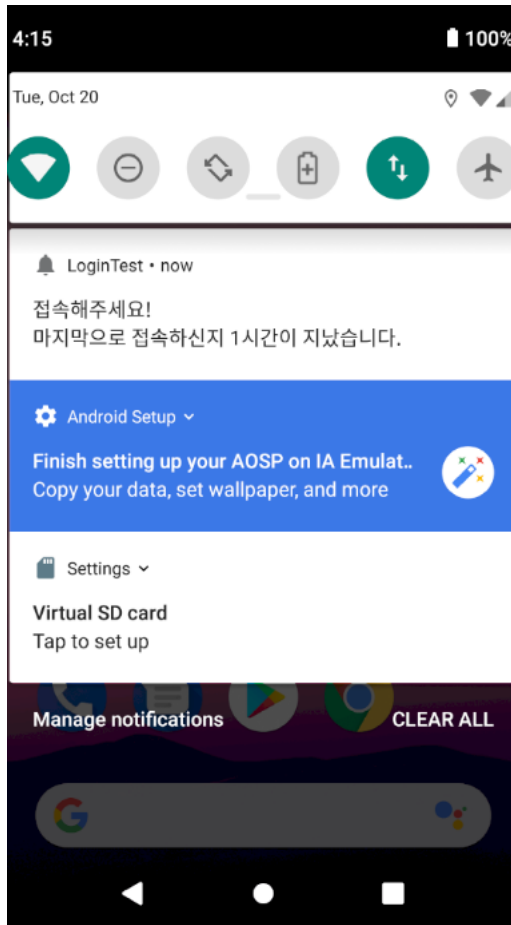 4:15
100%
Tue, Oct 20
LoginTest • now
접속해주세요!
마지막으로 접속하신지 1시간이 지났습니다.
Android Setup
Finish setting up your AOSP on IA Emulat..
Copy your data, set wallpaper, and more
Settings
Virtual SD card
Tap to set up
Manage notifications
CLEAR ALL